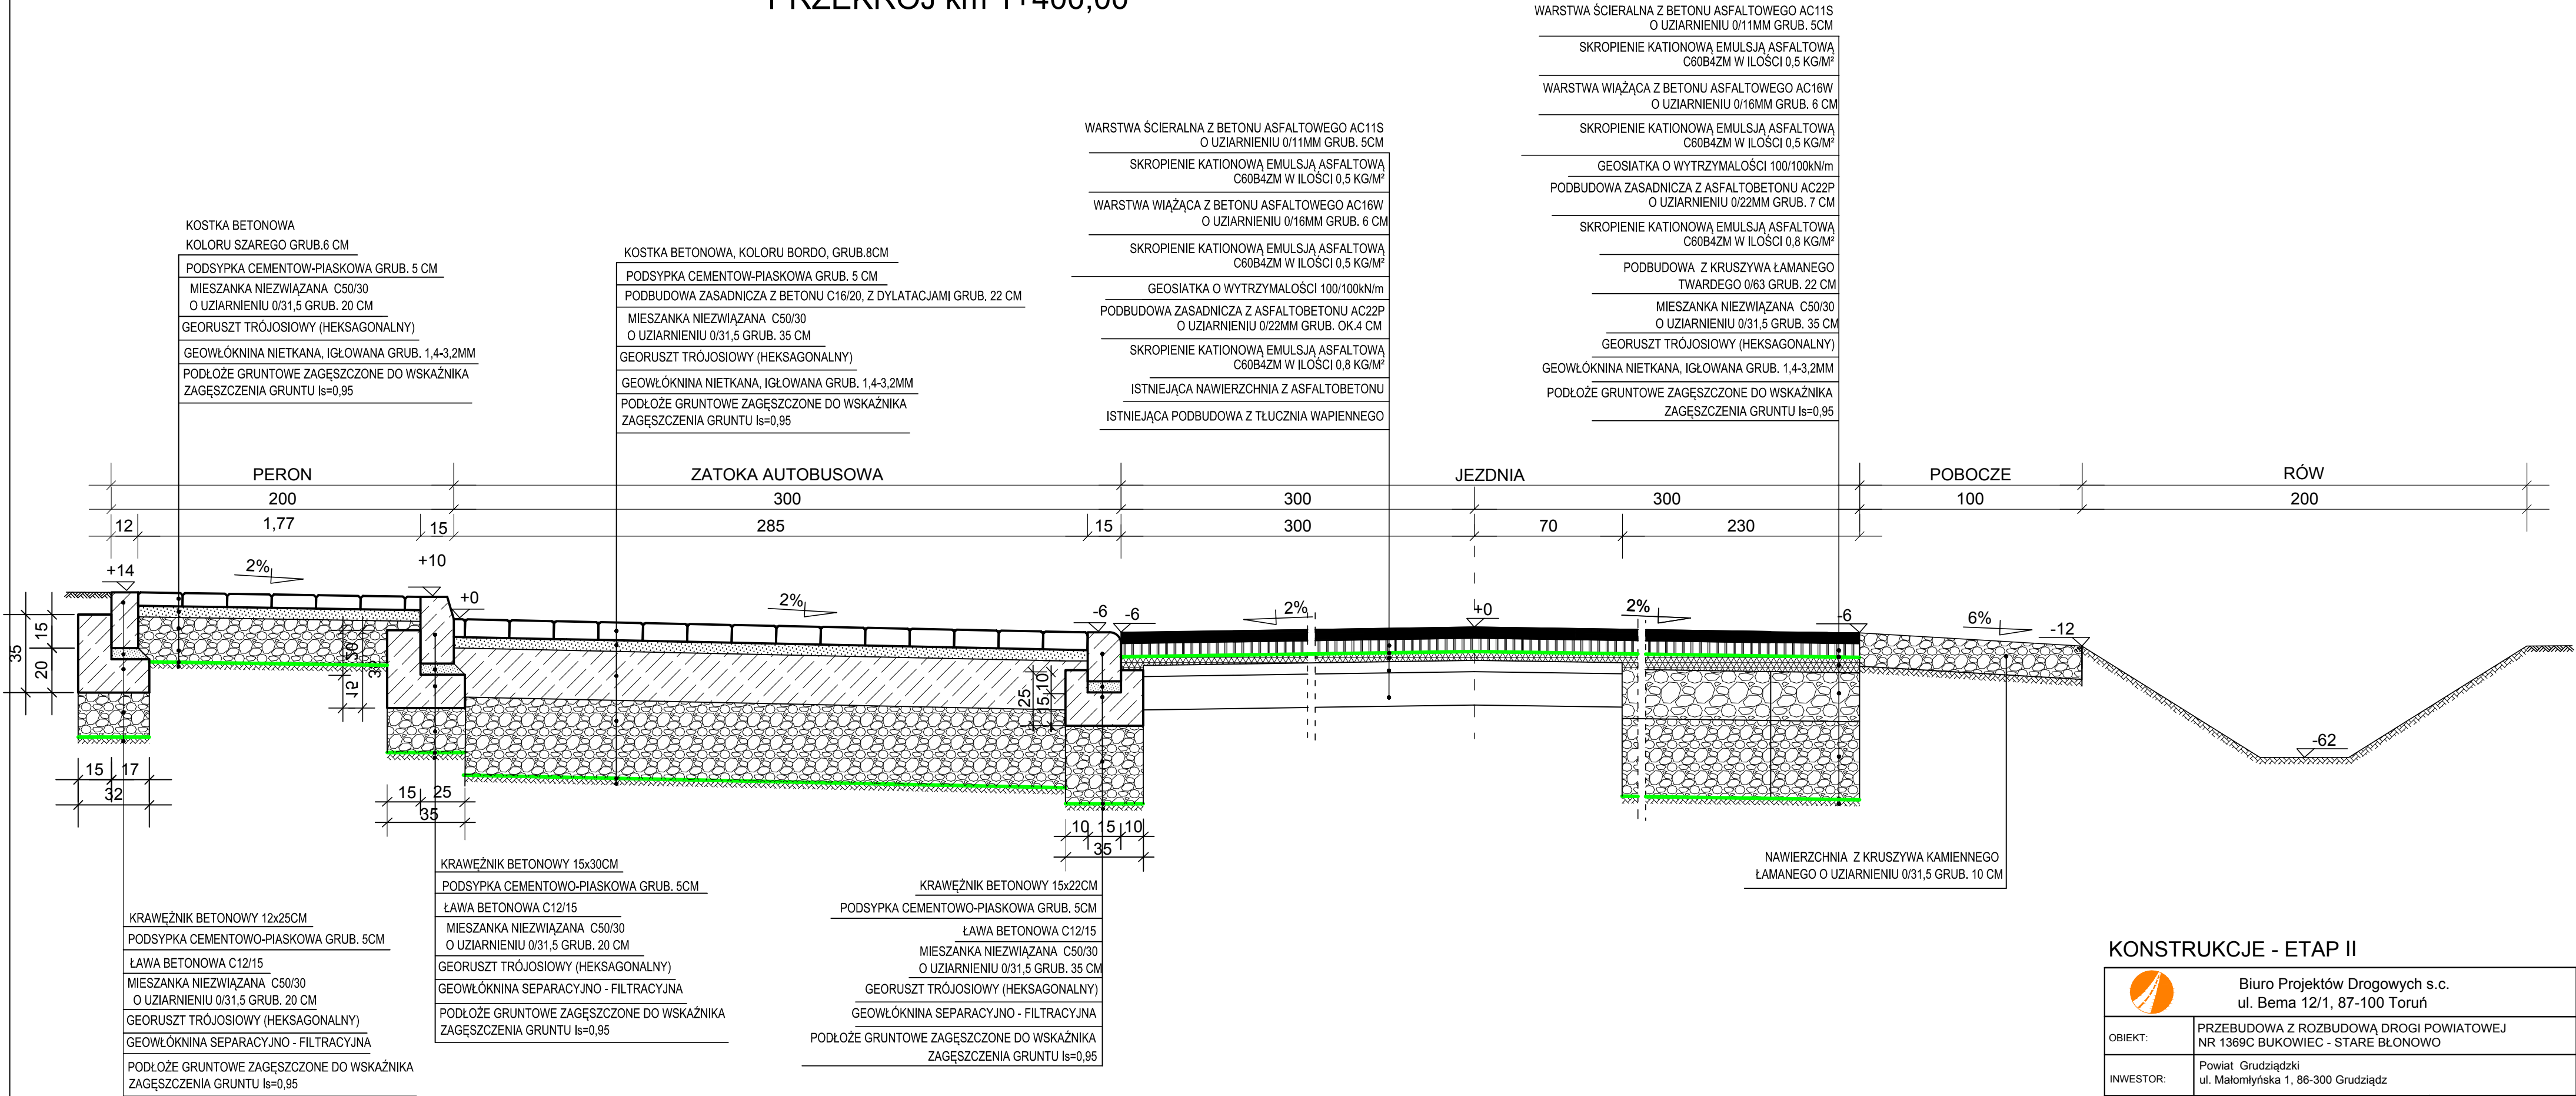 PRZEKRÓJ km 1+400,00
WARSTWA ŚCIERALNA Z BETONU ASFALTOWEGO AC11S
O UZIARNIENIU 0/11MM GRUB. 5CM
SKROPIENIE KATIONOWĄ EMULSJĄ ASFALTOWĄ
C60B4ZM W ILOŚCI 0,5 KG/M²
WARSTWA WIĄŻĄCA Z BETONU ASFALTOWEGO AC16W
O UZIARNIENIU 0/16MM GRUB. 6 CM
SKROPIENIE KATIONOWĄ EMULSJĄ ASFALTOWĄ
C60B4ZM W ILOŚCI 0,5 KG/M²
GEOSIATKA O WYTRZYMALOŚCI 100/100kN/m
PODBUDOWA ZASADNICZA Z ASFALTOBETONU AC22P
O UZIARNIENIU 0/22MM GRUB. 7 CM
SKROPIENIE KATIONOWĄ EMULSJĄ ASFALTOWĄ
C60B4ZM W ILOŚCI 0,8 KG/M²
PODBUDOWA Z KRUSZYWA ŁAMANEGO
TWARDEGO 0/63 GRUB. 22 CM
MIESZANKA NIEZWIĄZANA C50/30
O UZIARNIENIU 0/31,5 GRUB. 35 CM
GEORUSZT TRÓJOSIOWY (HEKSAGONALNY)
GEOWŁÓKNINA NIETKANA, IGŁOWANA GRUB. 1,4-3,2MM
PODŁOŻE GRUNTOWE ZAGĘSZCZONE DO WSKAŹNIKA
ZAGĘSZCZENIA GRUNTU Is=0,95
WARSTWA ŚCIERALNA Z BETONU ASFALTOWEGO AC11S
O UZIARNIENIU 0/11MM GRUB. 5CM
SKROPIENIE KATIONOWĄ EMULSJĄ ASFALTOWĄ
C60B4ZM W ILOŚCI 0,5 KG/M²
WARSTWA WIĄŻĄCA Z BETONU ASFALTOWEGO AC16W
O UZIARNIENIU 0/16MM GRUB. 6 CM
SKROPIENIE KATIONOWĄ EMULSJĄ ASFALTOWĄ
C60B4ZM W ILOŚCI 0,5 KG/M²
GEOSIATKA O WYTRZYMALOŚCI 100/100kN/m
PODBUDOWA ZASADNICZA Z ASFALTOBETONU AC22P
O UZIARNIENIU 0/22MM GRUB. OK.4 CM
SKROPIENIE KATIONOWĄ EMULSJĄ ASFALTOWĄ
C60B4ZM W ILOŚCI 0,8 KG/M²
ISTNIEJĄCA NAWIERZCHNIA Z ASFALTOBETONU
ISTNIEJĄCA PODBUDOWA Z TŁUCZNIA WAPIENNEGO
KOSTKA BETONOWA
KOLORU SZAREGO GRUB.6 CM
PODSYPKA CEMENTOW-PIASKOWA GRUB. 5 CM
MIESZANKA NIEZWIĄZANA C50/30
O UZIARNIENIU 0/31,5 GRUB. 20 CM
GEORUSZT TRÓJOSIOWY (HEKSAGONALNY)
GEOWŁÓKNINA NIETKANA, IGŁOWANA GRUB. 1,4-3,2MM
PODŁOŻE GRUNTOWE ZAGĘSZCZONE DO WSKAŹNIKA
ZAGĘSZCZENIA GRUNTU Is=0,95
KOSTKA BETONOWA, KOLORU BORDO, GRUB.8CM
PODSYPKA CEMENTOW-PIASKOWA GRUB. 5 CM
PODBUDOWA ZASADNICZA Z BETONU C16/20, Z DYLATACJAMI GRUB. 22 CM
MIESZANKA NIEZWIĄZANA C50/30
O UZIARNIENIU 0/31,5 GRUB. 35 CM
GEORUSZT TRÓJOSIOWY (HEKSAGONALNY)
GEOWŁÓKNINA NIETKANA, IGŁOWANA GRUB. 1,4-3,2MM
PODŁOŻE GRUNTOWE ZAGĘSZCZONE DO WSKAŹNIKA
ZAGĘSZCZENIA GRUNTU Is=0,95
PERON ZATOKA AUTOBUSOWA JEZDNIA POBOCZE RÓW
200 300 300 300 100 200
12 1,77 15 285 15 300 70 230
+14 2% +10 +0 2% -6 -6 2% +0 2% -6 6% -12 -62
35 15 20
15
25 15 10
15 17
32
15 25
35
10 15 10
35
KRAWĘŻNIK BETONOWY 12x25CM
PODSYPKA CEMENTOWO-PIASKOWA GRUB. 5CM
ŁAWA BETONOWA C12/15
MIESZANKA NIEZWIĄZANA C50/30
O UZIARNIENIU 0/31,5 GRUB. 20 CM
GEORUSZT TRÓJOSIOWY (HEKSAGONALNY)
GEOWŁÓKNINA SEPARACYJNO - FILTRACYJNA
PODŁOŻE GRUNTOWE ZAGĘSZCZONE DO WSKAŹNIKA
ZAGĘSZCZENIA GRUNTU Is=0,95
KRAWĘŻNIK BETONOWY 15x30CM
PODSYPKA CEMENTOWO-PIASKOWA GRUB. 5CM
ŁAWA BETONOWA C12/15
MIESZANKA NIEZWIĄZANA C50/30
O UZIARNIENIU 0/31,5 GRUB. 20 CM
GEORUSZT TRÓJOSIOWY (HEKSAGONALNY)
GEOWŁÓKNINA SEPARACYJNO - FILTRACYJNA
PODŁOŻE GRUNTOWE ZAGĘSZCZONE DO WSKAŹNIKA
ZAGĘSZCZENIA GRUNTU Is=0,95
KRAWĘŻNIK BETONOWY 15x22CM
PODSYPKA CEMENTOWO-PIASKOWA GRUB. 5CM
ŁAWA BETONOWA C12/15
MIESZANKA NIEZWIĄZANA C50/30
O UZIARNIENIU 0/31,5 GRUB. 35 CM
GEORUSZT TRÓJOSIOWY (HEKSAGONALNY)
GEOWŁÓKNINA SEPARACYJNO - FILTRACYJNA
PODŁOŻE GRUNTOWE ZAGĘSZCZONE DO WSKAŹNIKA
ZAGĘSZCZENIA GRUNTU Is=0,95
NAWIERZCHNIA Z KRUSZYWA KAMIENNEGO
ŁAMANEGO O UZIARNIENIU 0/31,5 GRUB. 10 CM
KONSTRUKCJE - ETAP II
Biuro Projektów Drogowych s.c.
ul. Bema 12/1, 87-100 Toruń
OBIEKT:
PRZEBUDOWA Z ROZBUDOWĄ DROGI POWIATOWEJ
NR 1369C BUKOWIEC - STARE BŁONOWO
INWESTOR:
Powiat Grudziądzki
ul. Małomłyńska 1, 86-300 Grudziądz